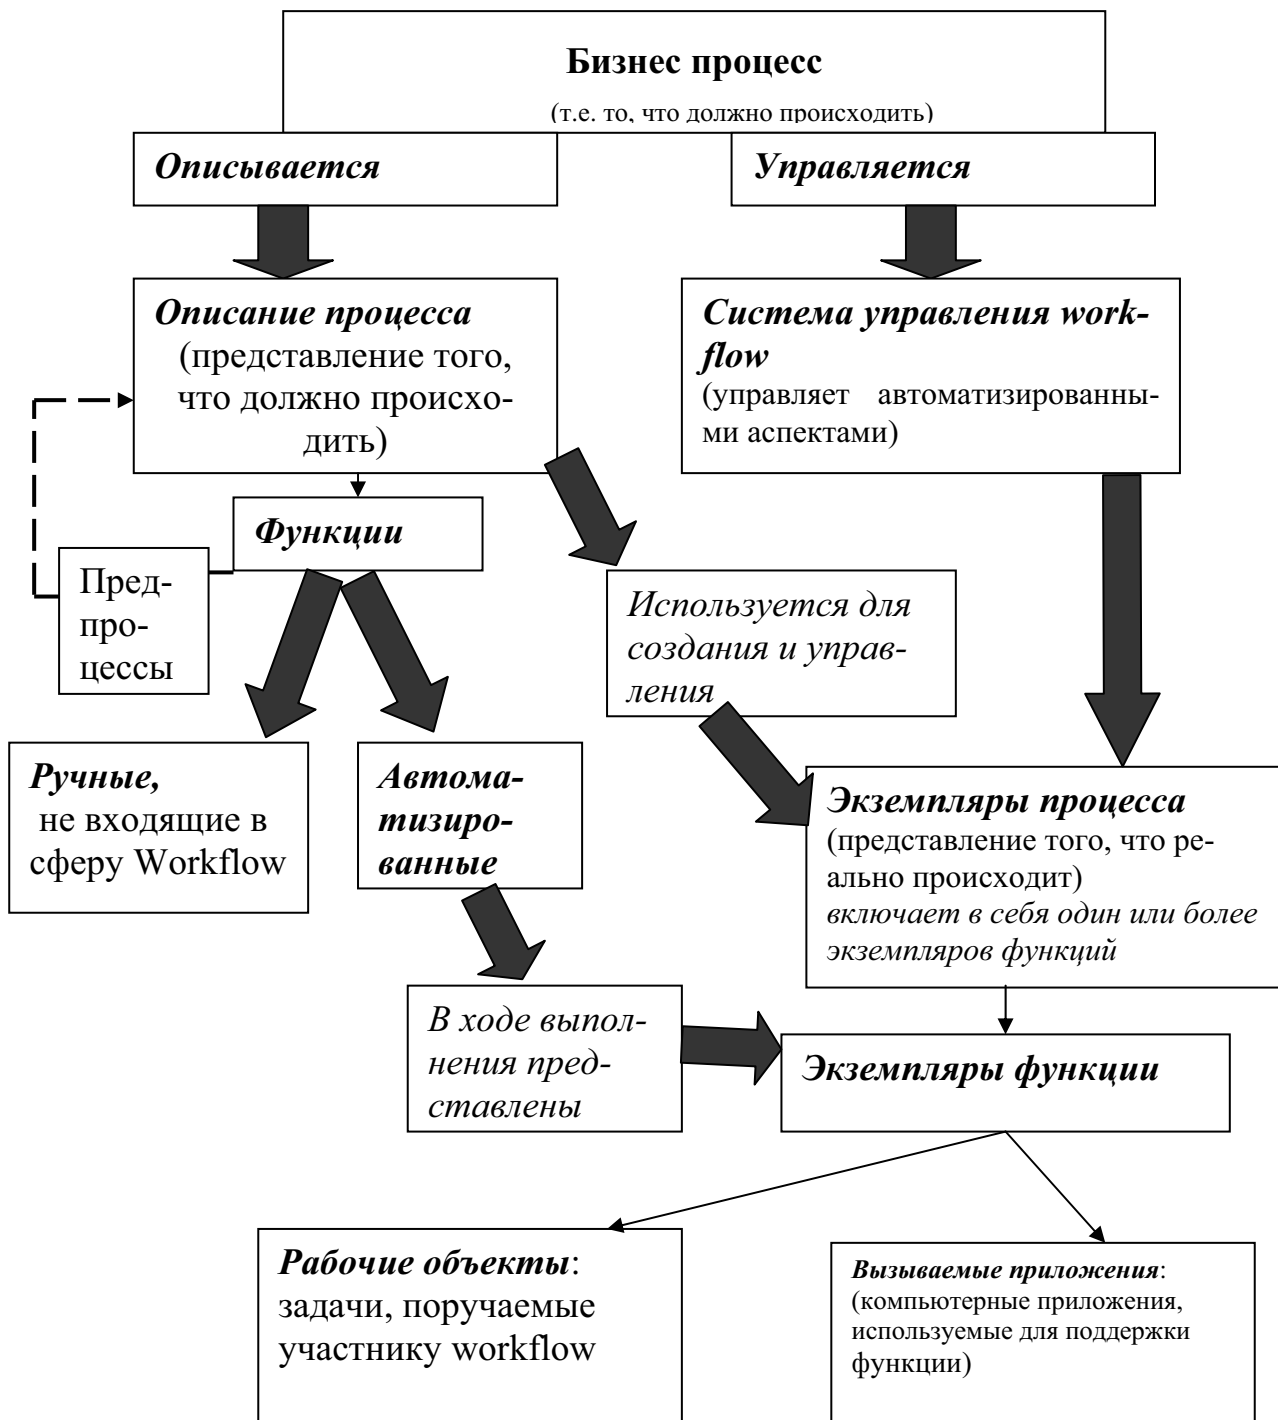 Бизнес процесс
(т.е. то, что должно происходить)
Описывается
Управляется
Описание процесса
(представление того,
что должно происхо-
дить)
Система управления work-
flow
(управляет автоматизированны-
ми аспектами)
Функции
Пред-
про-
цессы
Используется для
создания и управ-
ления
Ручные,
не входящие в
сферу Workflow
Автома-
тизиро-
ванные
Экземпляры процесса
(представление того, что ре-
ально происходит)
включает в себя один или более
экземпляров функций
В ходе выпол-
нения пред-
ставлены
Экземпляры функции
Рабочие объекты:
задачи, поручаемые
участнику workflow
Вызываемые приложения:
(компьютерные приложения,
используемые для поддержки
функции)